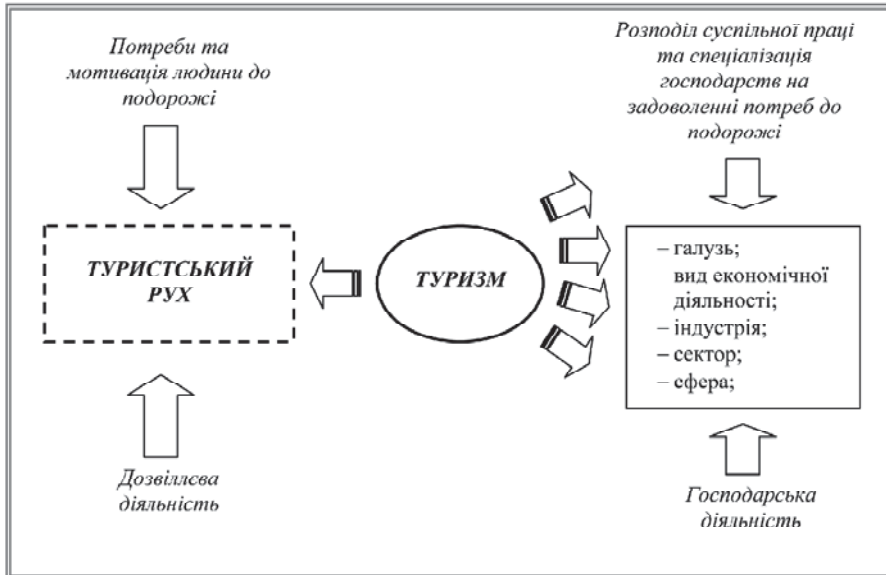 Потреби та
мотивація людини до
подорожі
Розподіл суспільної праці
та спеціалізація
господарств на
задоволенні потреб до
подорожі
ТУРИСТСЬКИЙ
РУХ
ТУРИЗМ
– галузь;
вид економічної
діяльності;
– індустрія;
– сектор;
– сфера;
Дозвіллєва
діяльність
Господарська
діяльність